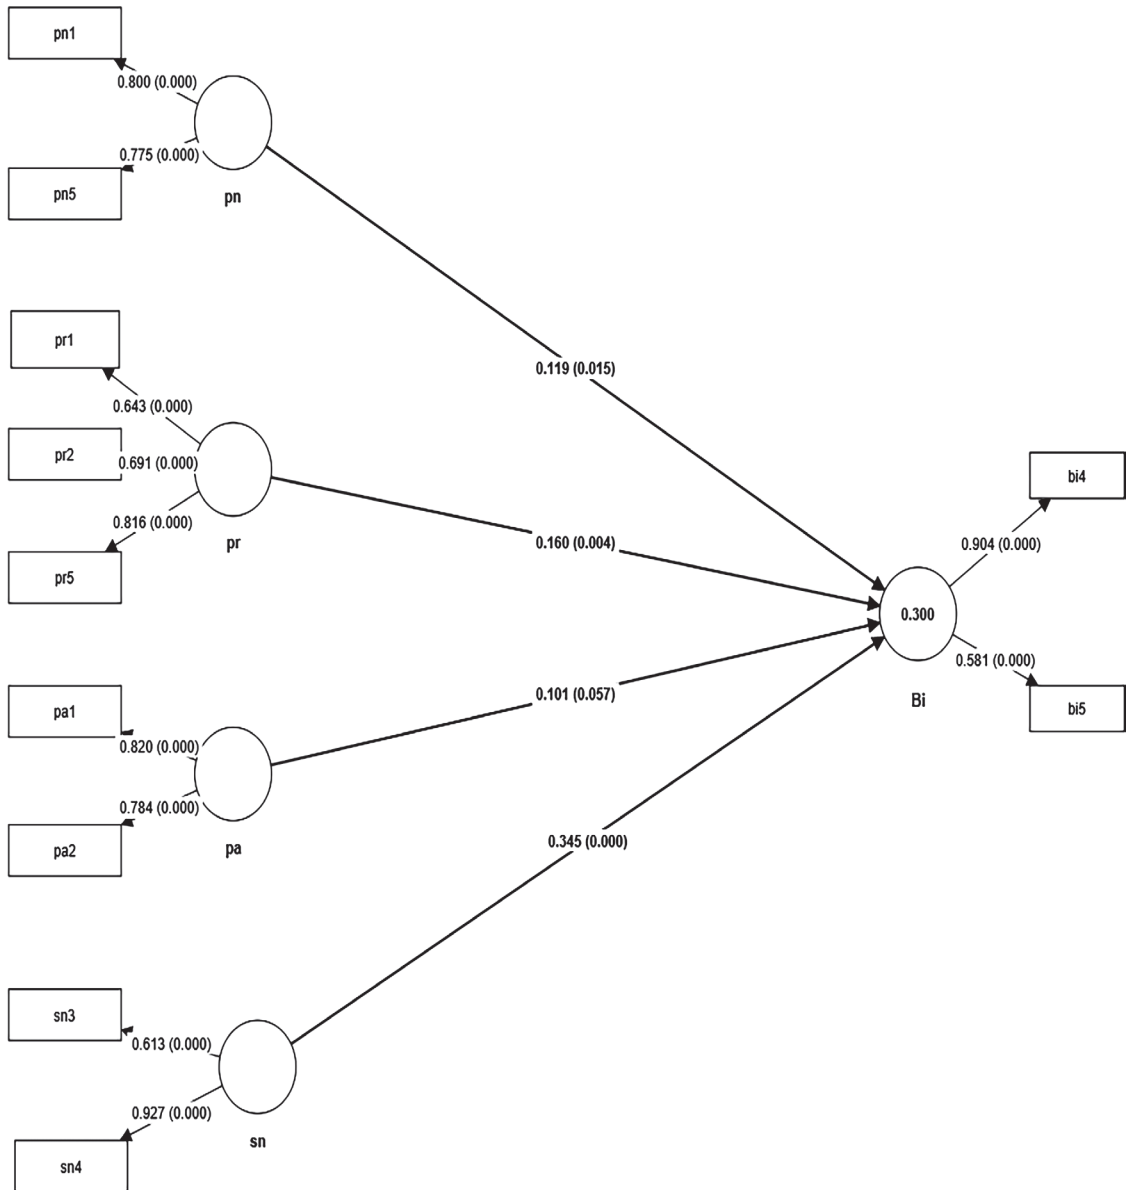 pn1
0.800 (0.000)
0.775 (0.000)
pn5
pn
pr1
0.643 (0.000)
pr2
0.691 (0.000)
0.816 (0.000)
pr5
pr
pa1
0.820 (0.000)
0.784 (0.000)
pa2
pa
sn3
0.613 (0.000)
0.927 (0.000)
sn4
sn
0.119 (0.015)
0.160 (0.004)
0.101 (0.057)
0.345 (0.000)
0.300
Bi
bi4
0.904 (0.000)
0.581 (0.000)
bi5